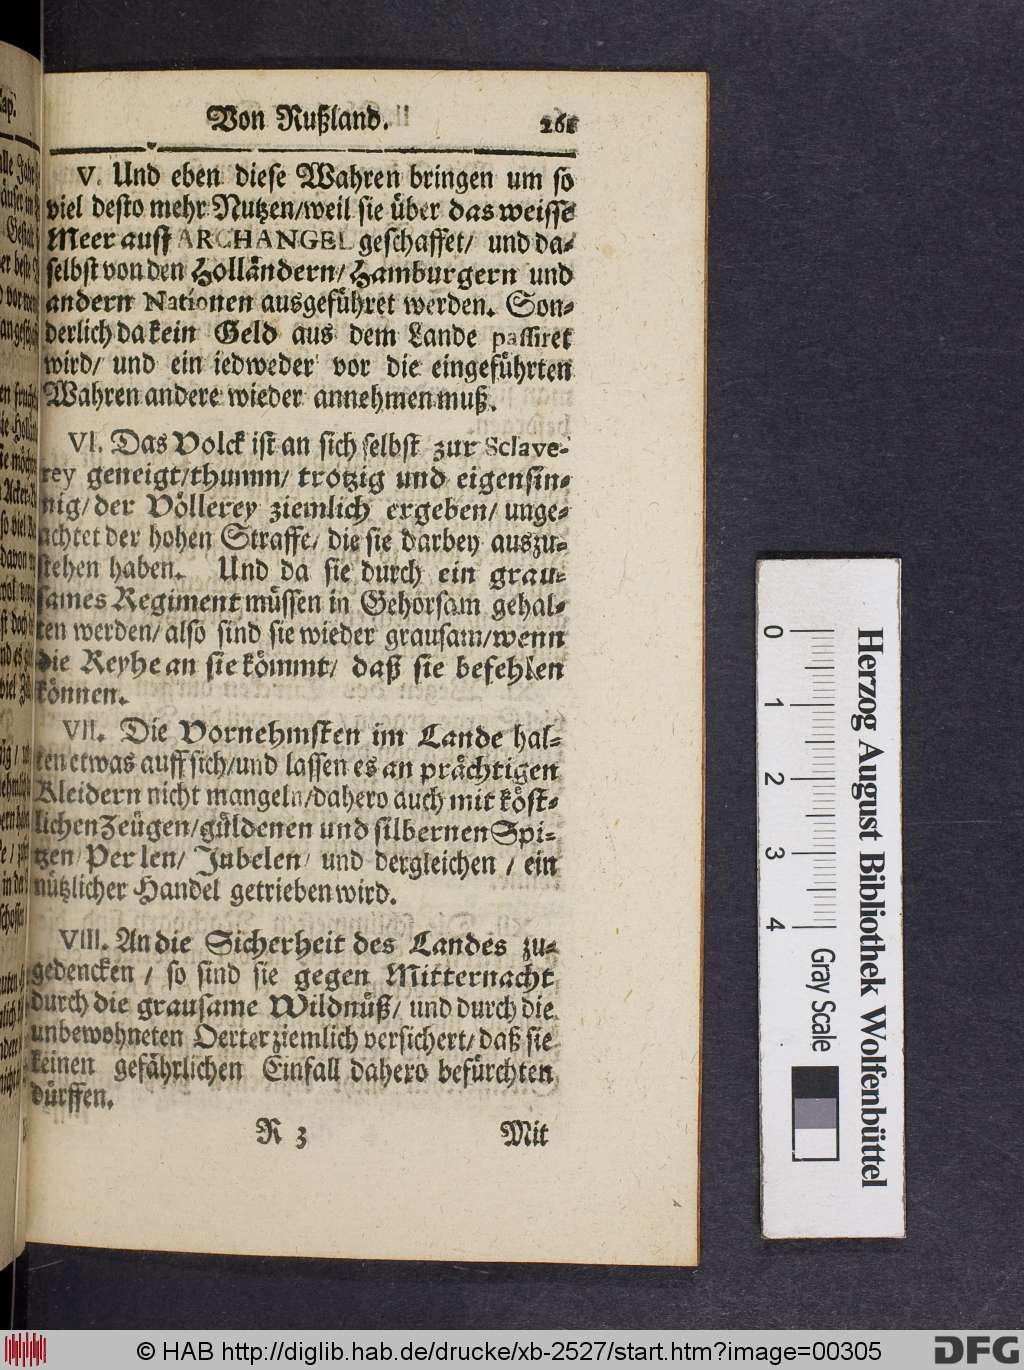 Von Rußland. 261
V. Und eben diese Wahren bringen um so
viel desto mehr Nutzen/weil sie über das weisse
Meer auff ARCHANGEL geschaffet/ und da-
selbst von den Holländern/ Hamburgern und
andern Nationen ausgeführet werden. Son-
derlich da kein Geld aus dem Lande passiret
wird/ und ein iedweder vor die eingeführten
Wahren andere wieder annehmen muß.
VI. Das Volck ist an sich selbst zur Sclave-
rey geneigt/thumm/ trotzig und eigensin-
nig/ der Völlerey ziemlich ergeben/ unge-
achtet der hohen Straffe/ die sie darbey auszu-
stehen haben. Und da sie durch ein grau-
sames Regiment müssen in Gehorsam gehal-
ten werden/ also sind sie wieder grausam/wenn
die Reyhe an sie kömmt/ daß sie befehlen
können.
VII. Die Vornehmsten im Lande hal-
ten etwas auff sich/und lassen es an prächtigen
Kleidern nicht mangeln/dahero auch mit köst-
lichen Zeügen/güldenen und silbernen Spi-
tzen/Perlen/ Jubelen/ und dergleichen / ein
nützlicher Handel getrieben wird.
VIII. An die Sicherheit des Landes zu-
gedencken / so sind sie gegen Mitternacht
durch die grausame Wildnüß/ und durch die
unbewohneten Oerter ziemlich versichert/ daß sie
keinen gefährlichen Einfall dahero befürchten
dürffen.
R 3 Mit
Herzog August Bibliothek Wolfenbüttel
0 1 2 3 4 Gray Scale
© HAB http://diglib.hab.de/drucke/xb-2527/start.htm?image=00305
DFG